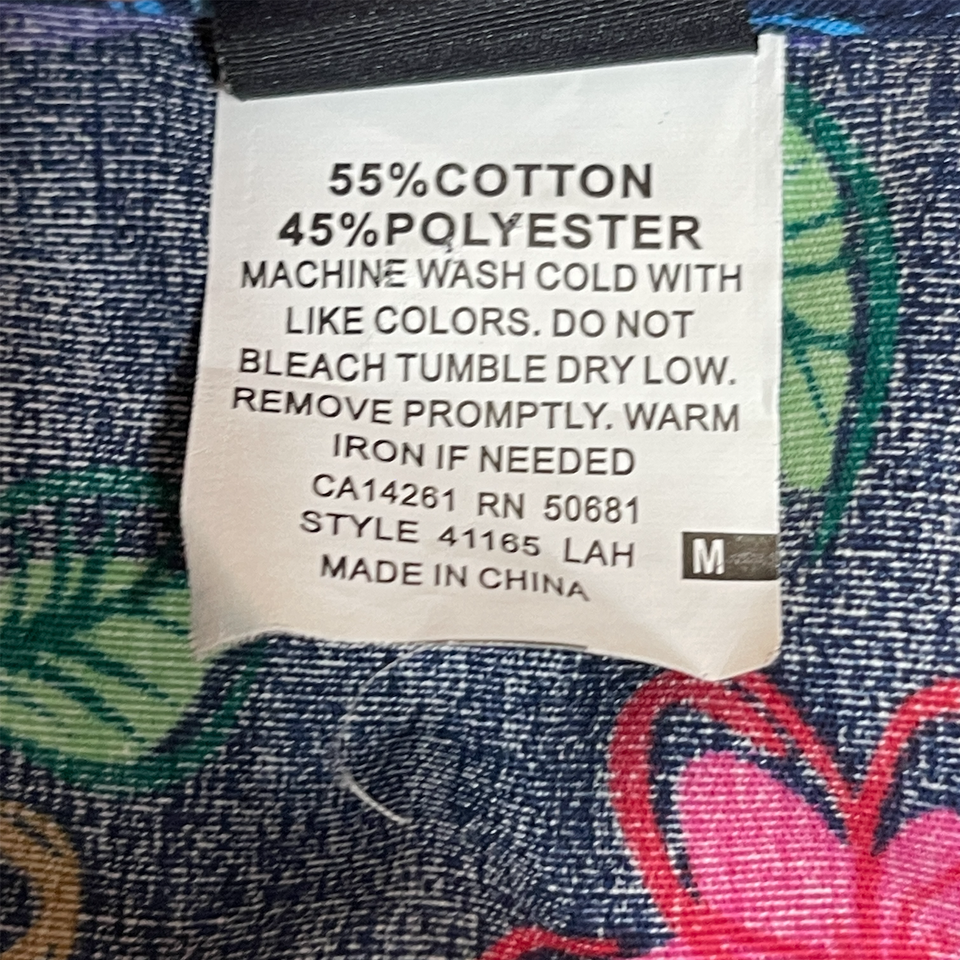 55%COTTON
45%POLYESTER
MACHINE WASH COLD WITH
LIKE COLORS. DO NOT
BLEACH TUMBLE DRY LOW.
REMOVE PROMPTLY. WARM
IRON IF NEEDED
CA14261 RN 50681
STYLE 41165 LAH
M
MADE IN CHINA